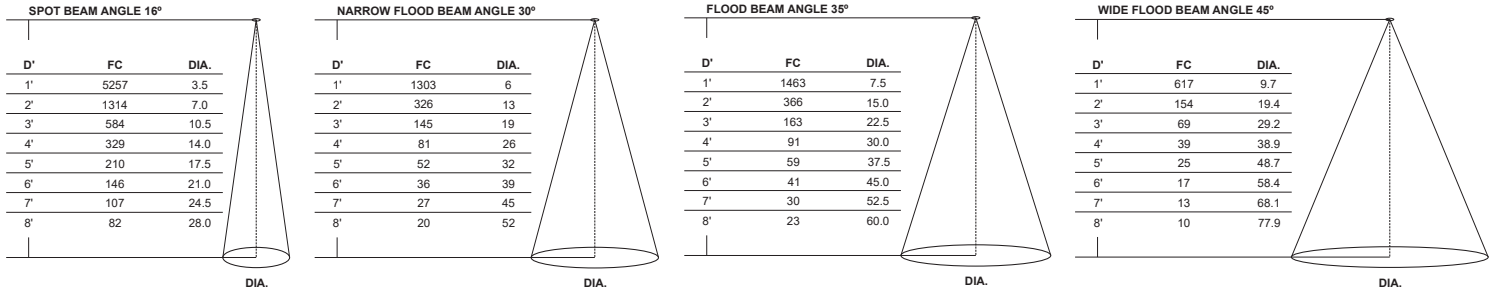 SPOT BEAM ANGLE 16º
D' FC DIA.
1' 5257 3.5
2' 1314 7.0
3' 584 10.5
4' 329 14.0
5' 210 17.5
6' 146 21.0
7' 107 24.5
8' 82 28.0
DIA.
NARROW FLOOD BEAM ANGLE 30º
D' FC DIA.
1' 1303 6
2' 326 13
3' 145 19
4' 81 26
5' 52 32
6' 36 39
7' 27 45
8' 20 52
DIA.
FLOOD BEAM ANGLE 35º
D' FC DIA.
1' 1463 7.5
2' 366 15.0
3' 163 22.5
4' 91 30.0
5' 59 37.5
6' 41 45.0
7' 30 52.5
8' 23 60.0
DIA.
WIDE FLOOD BEAM ANGLE 45º
D' FC DIA.
1' 617 9.7
2' 154 19.4
3' 69 29.2
4' 39 38.9
5' 25 48.7
6' 17 58.4
7' 13 68.1
8' 10 77.9
DIA.